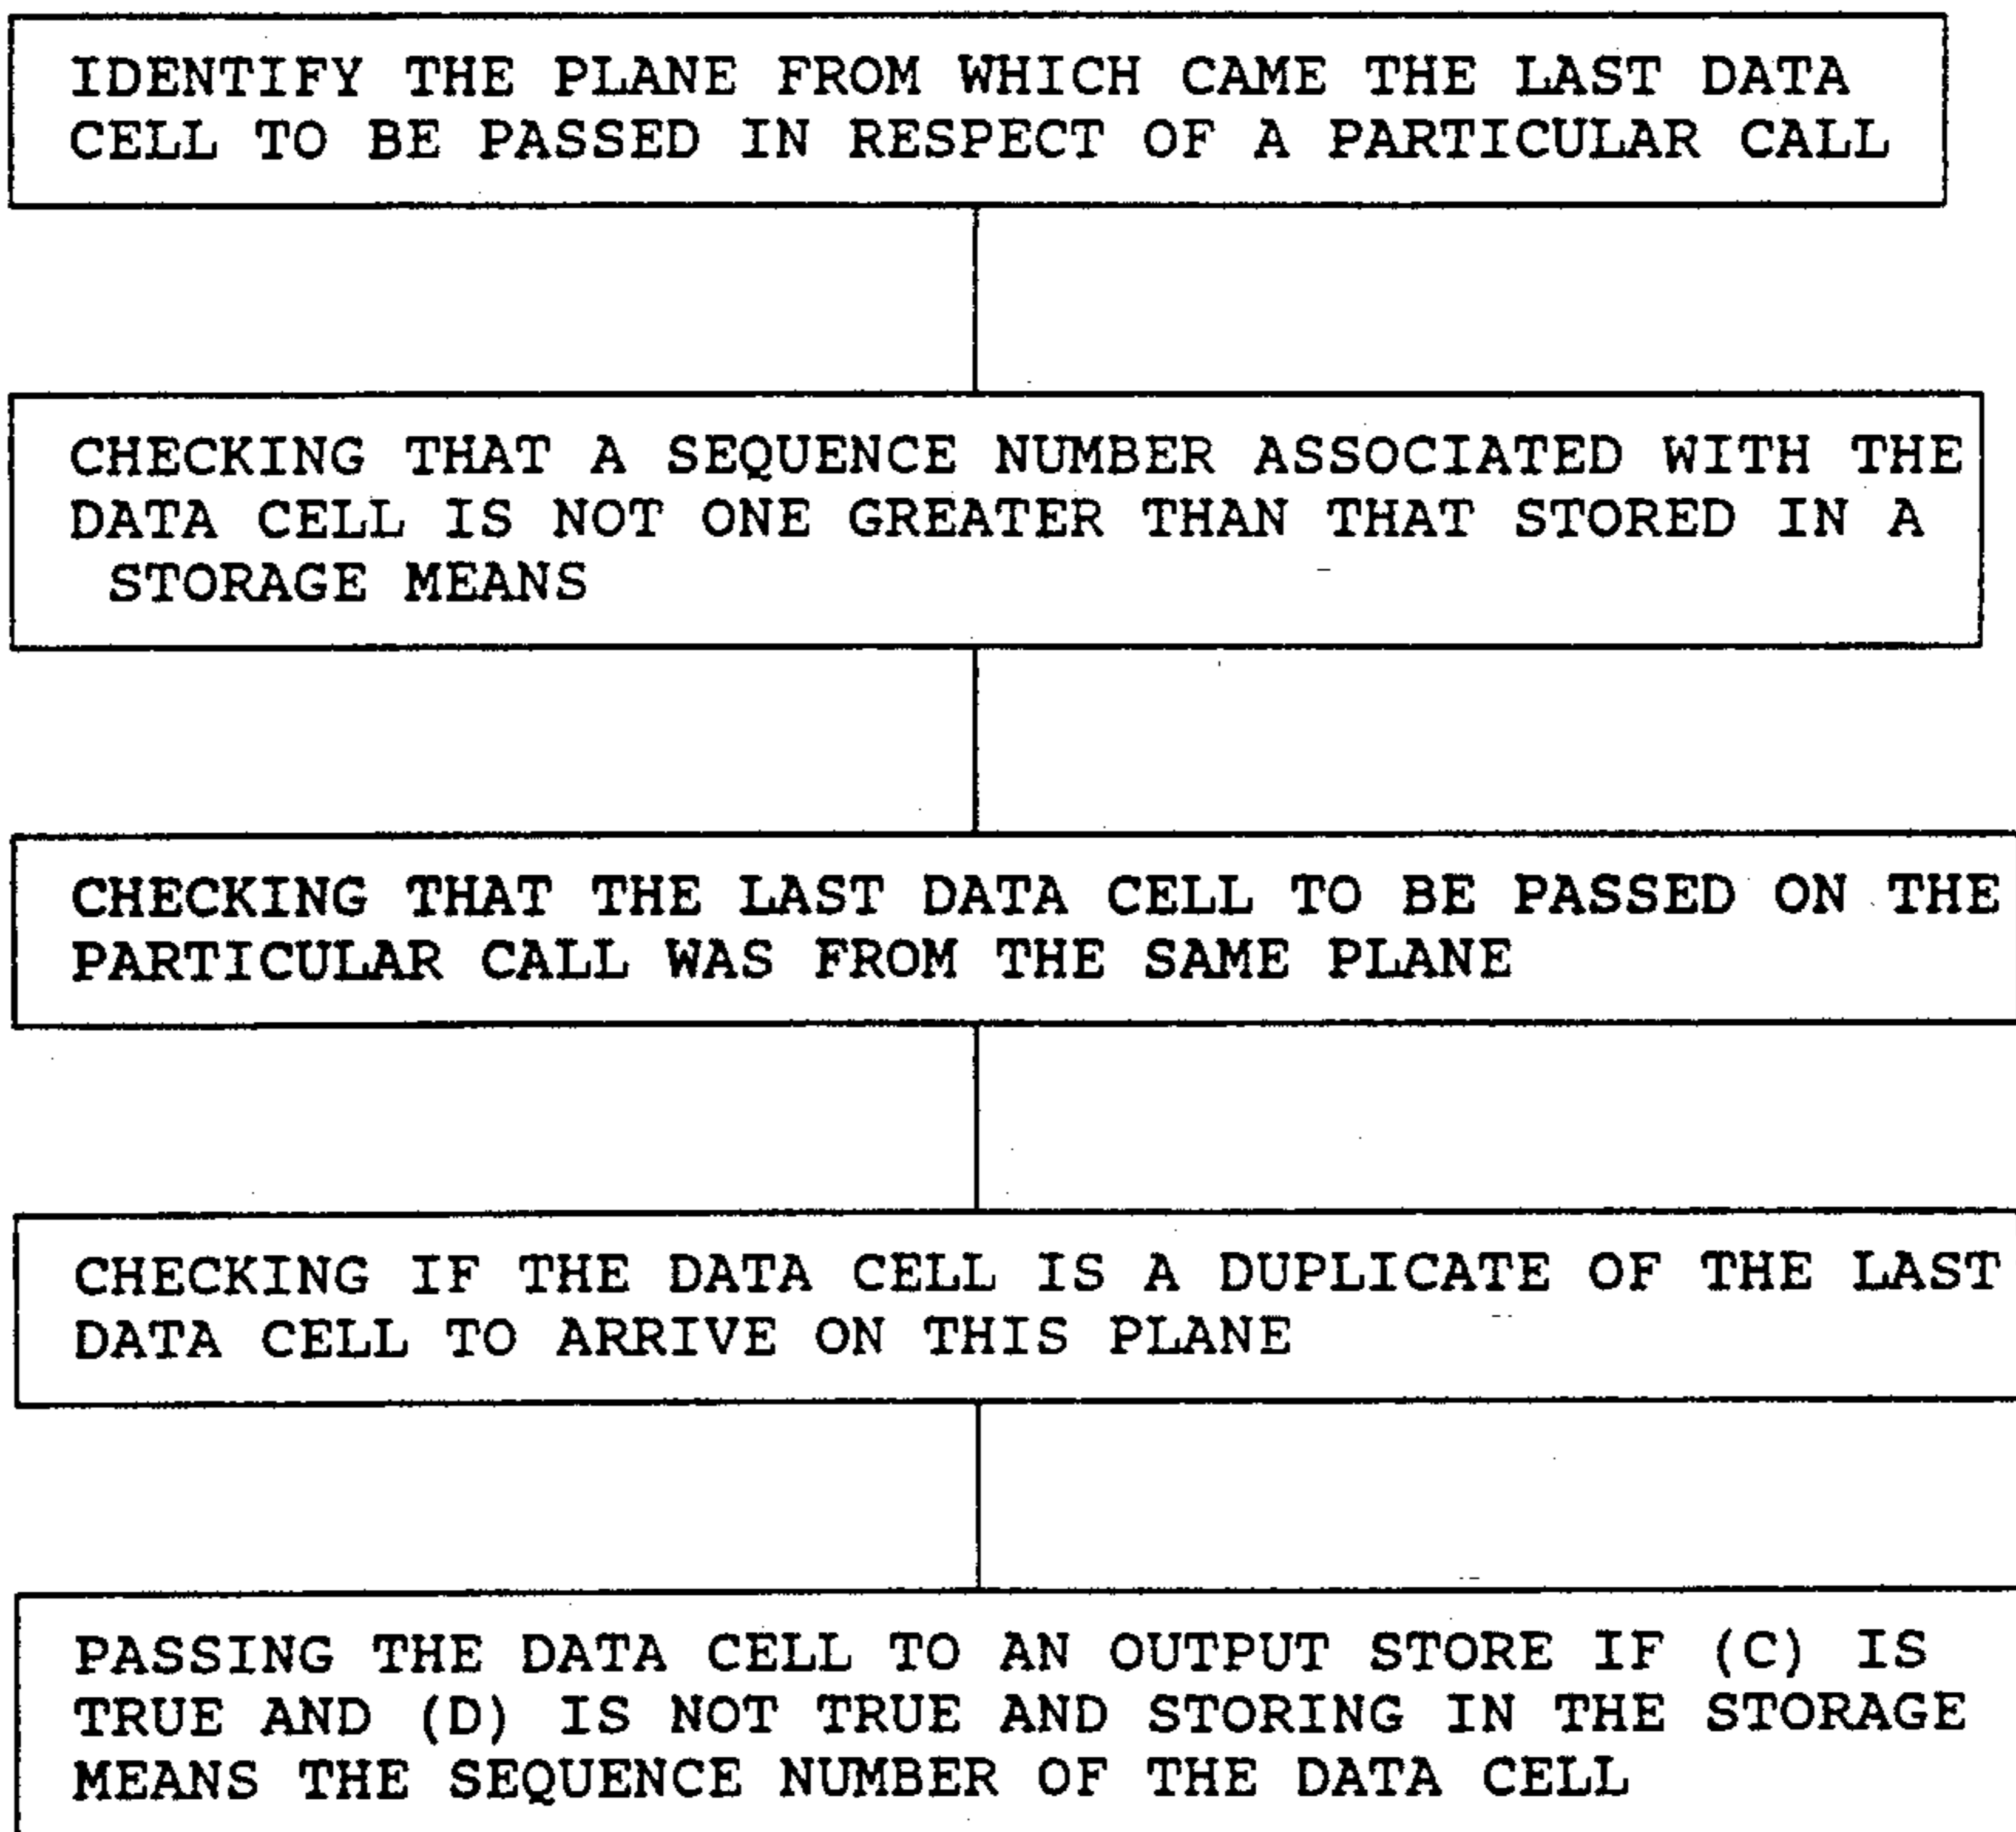 IDENTIFY THE PLANE FROM WHICH CAME THE LAST DATA
CELL TO BE PASSED IN RESPECT OF A PARTICULAR CALL
CHECKING THAT A SEQUENCE NUMBER ASSOCIATED WITH THE
DATA CELL IS NOT ONE GREATER THAN THAT STORED IN A
STORAGE MEANS
CHECKING THAT THE LAST DATA CELL TO BE PASSED ON THE
PARTICULAR CALL WAS FROM THE SAME PLANE
CHECKING IF THE DATA CELL IS A DUPLICATE OF THE LAST
DATA CELL TO ARRIVE ON THIS PLANE
PASSING THE DATA CELL TO AN OUTPUT STORE IF (C) IS
TRUE AND (D) IS NOT TRUE AND STORING IN THE STORAGE
MEANS THE SEQUENCE NUMBER OF THE DATA CELL